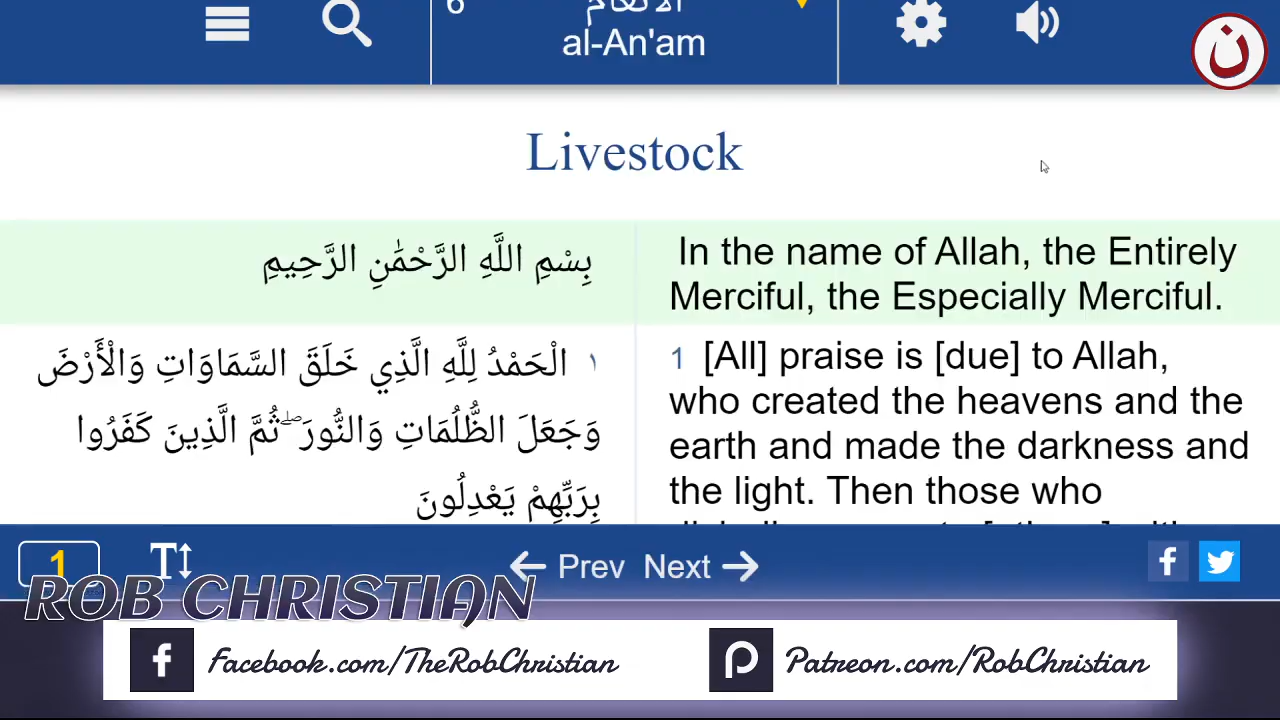 6
الأنعام
al-An'am
ن
Livestock
بِسْمِ اللَّهِ الرَّحْمَٰنِ الرَّحِيمِ
In the name of Allah, the Entirely
Merciful, the Especially Merciful.
١ الْحَمْدُ لِلَّهِ الَّذِي خَلَقَ السَّمَاوَاتِ وَالْأَرْضَ
وَجَعَلَ الظُّلُمَاتِ وَالنُّورَ ۖ ثُمَّ الَّذِينَ كَفَرُوا
بِرَبِّهِمْ يَعْدِلُونَ
1 [All] praise is [due] to Allah,
who created the heavens and the
earth and made the darkness and
the light. Then those who
1
T
Prev Next
ROB CHRISTIAN
Facebook.com/TheRobChristian
Patreon.com/RobChristian